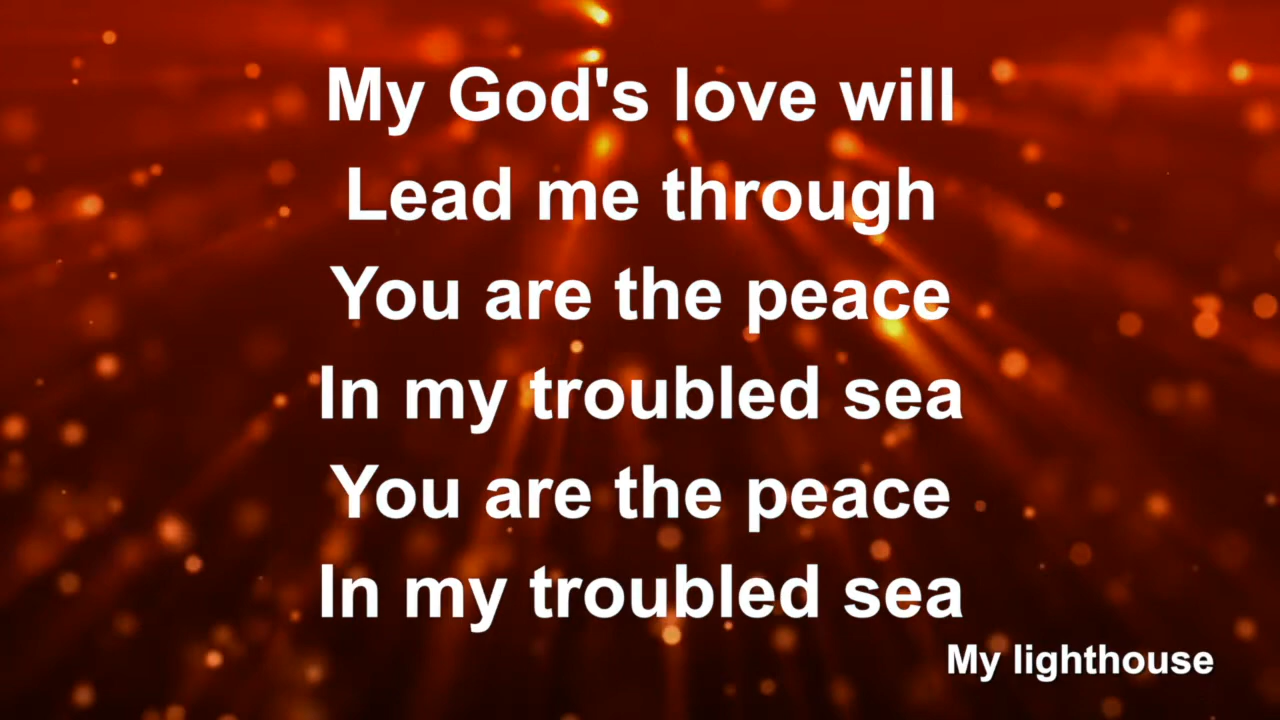 My God's love will
Lead me through
You are the peace
In my troubled sea
You are the peace
In my troubled sea
My lighthouse